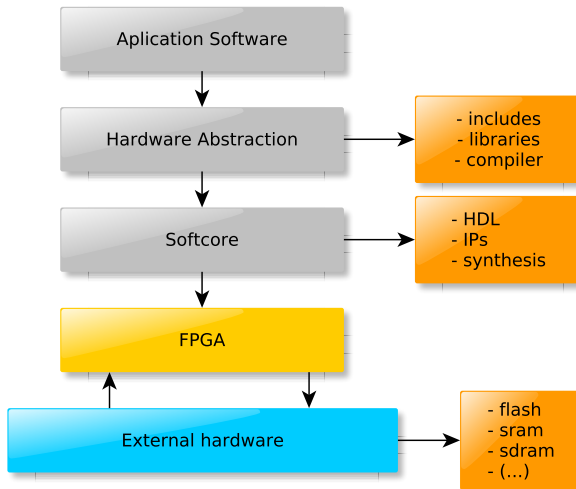 Aplication Software
Hardware Abstraction
- includes
- libraries
- compiler
Softcore
- HDL
- IPs
- synthesis
FPGA
External hardware
- flash
- sram
- sdram
- (...)